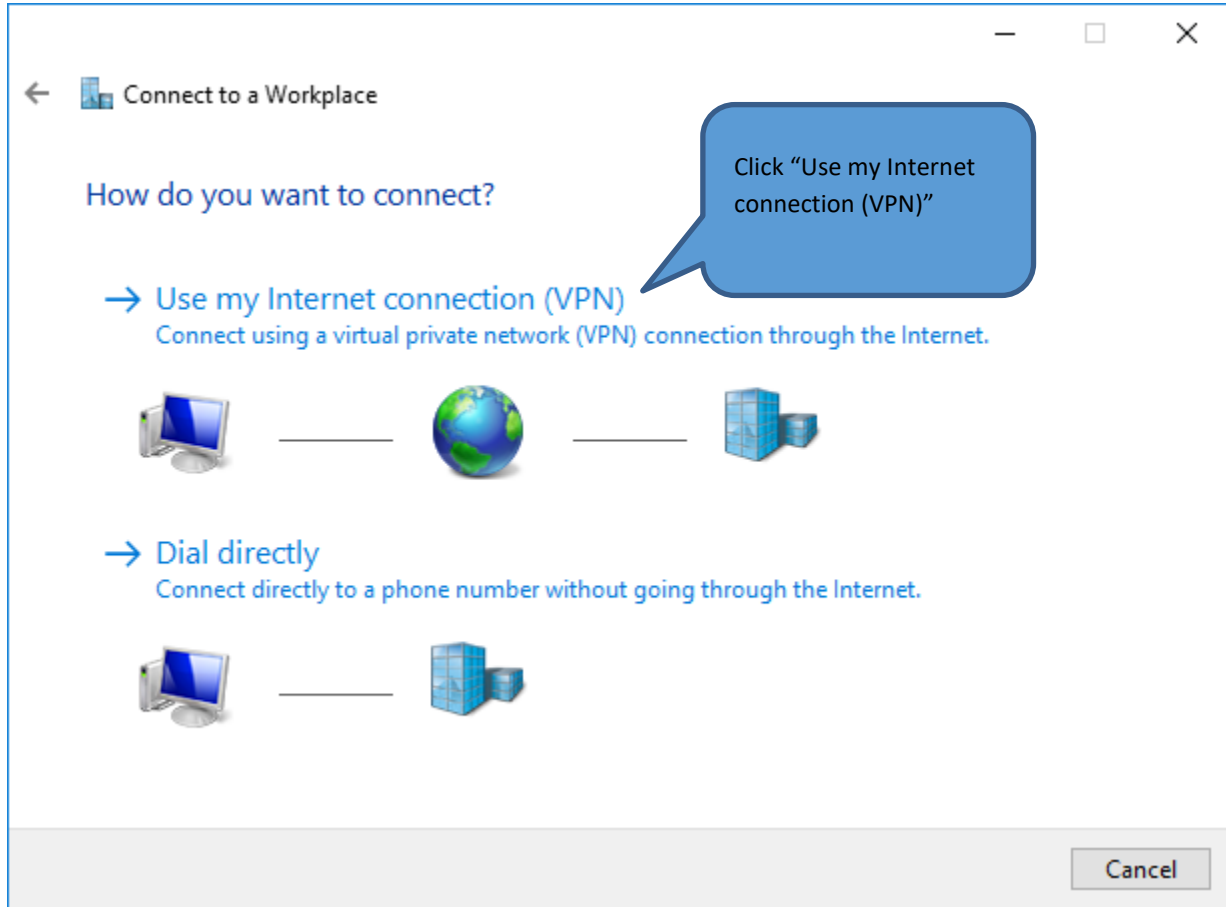 Connect to a Workplace
Click “Use my Internet
connection (VPN)”
How do you want to connect?
Use my Internet connection (VPN)
Connect using a virtual private network (VPN) connection through the Internet.
Dial directly
Connect directly to a phone number without going through the Internet.
Cancel